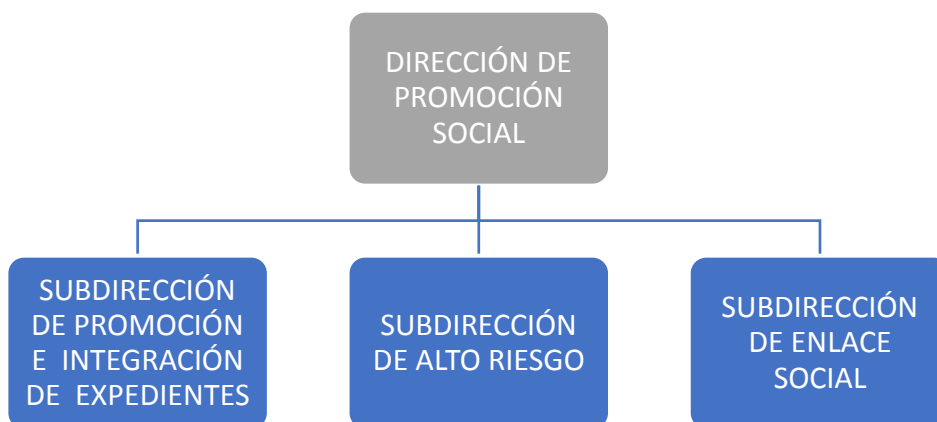 DIRECCIÓN DE
PROMOCIÓN
SOCIAL
SUBDIRECCIÓN
DE PROMOCIÓN
E INTEGRACIÓN
DE EXPEDIENTES
SUBDIRECCIÓN
DE ALTO RIESGO
SUBDIRECCIÓN
DE ENLACE
SOCIAL